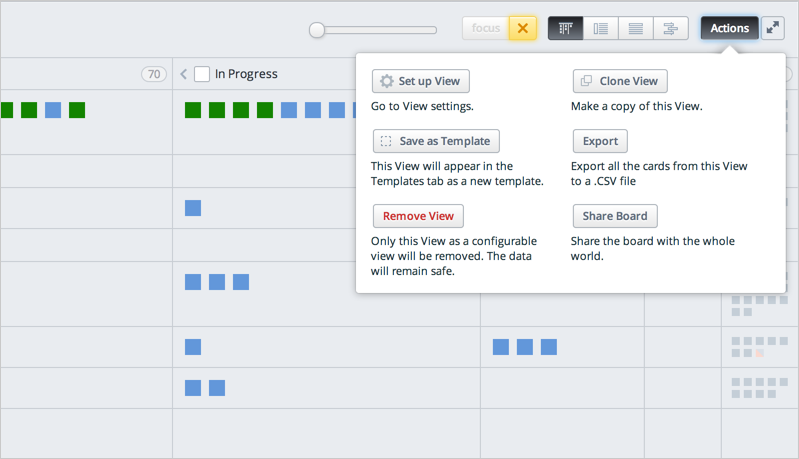 focus
Actions
70
In Progress
Set up View
Go to View settings.
Clone View
Make a copy of this View.
Save as Template
This View will appear in the
Templates tab as a new template.
Export
Export all the cards from this View
to a .CSV file
Remove View
Only this View as a configurable
view will be removed. The data
will remain safe.
Share Board
Share the board with the whole
world.